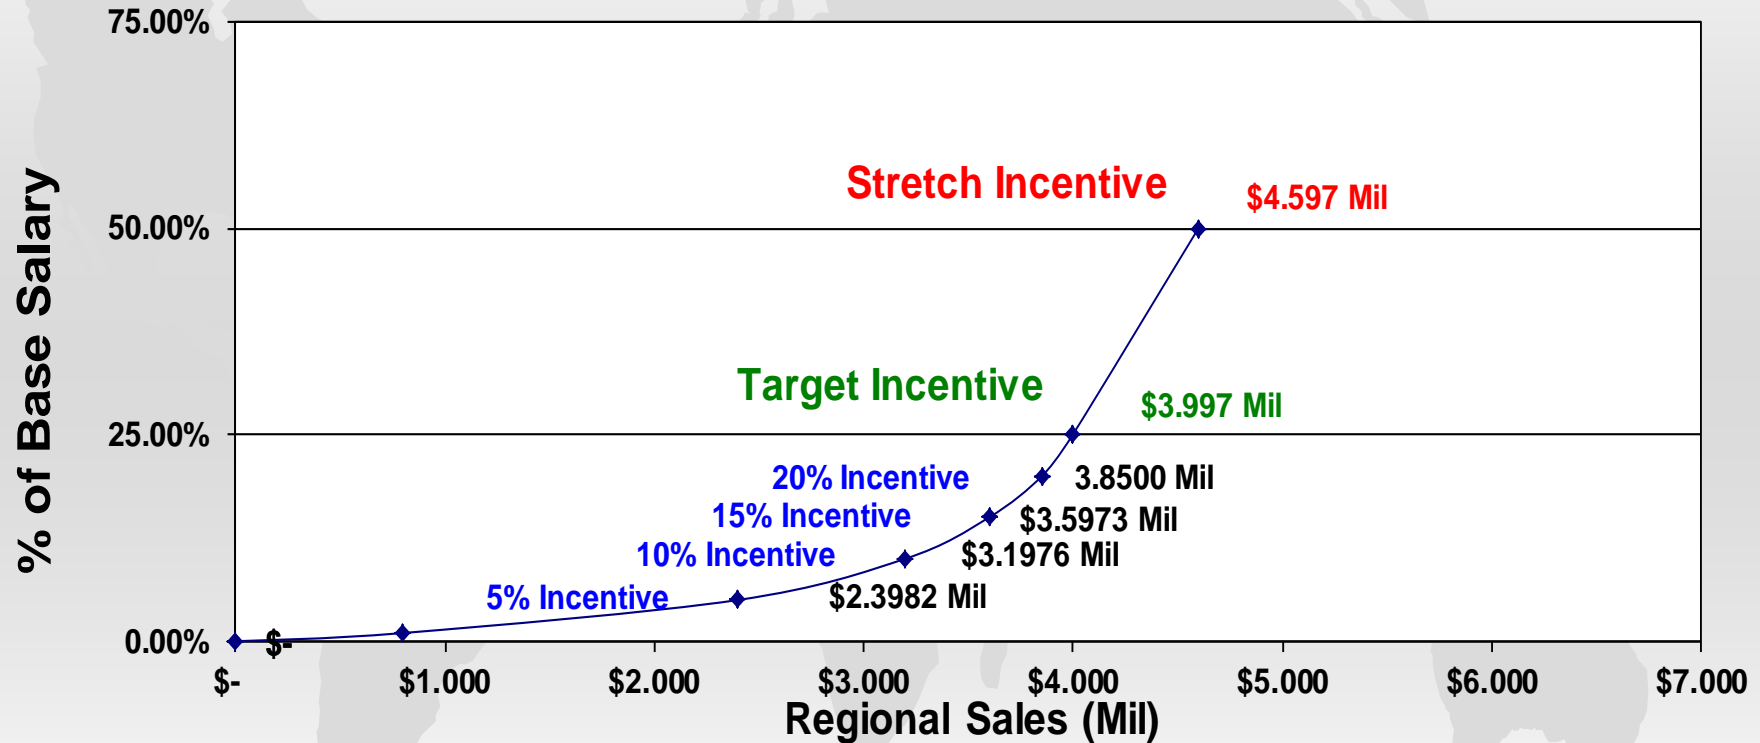 75.00%
Stretch Incentive
$4.597 Mil
50.00%
% of Base Salary
Target Incentive
$3.997 Mil
25.00%
20% Incentive
3.8500 Mil
15% Incentive
$3.5973 Mil
10% Incentive
$3.1976 Mil
5% Incentive
$2.3982 Mil
0.00%
$-
$- $1.000 $2.000 $3.000 $4.000 $5.000 $6.000 $7.000
Regional Sales (Mil)